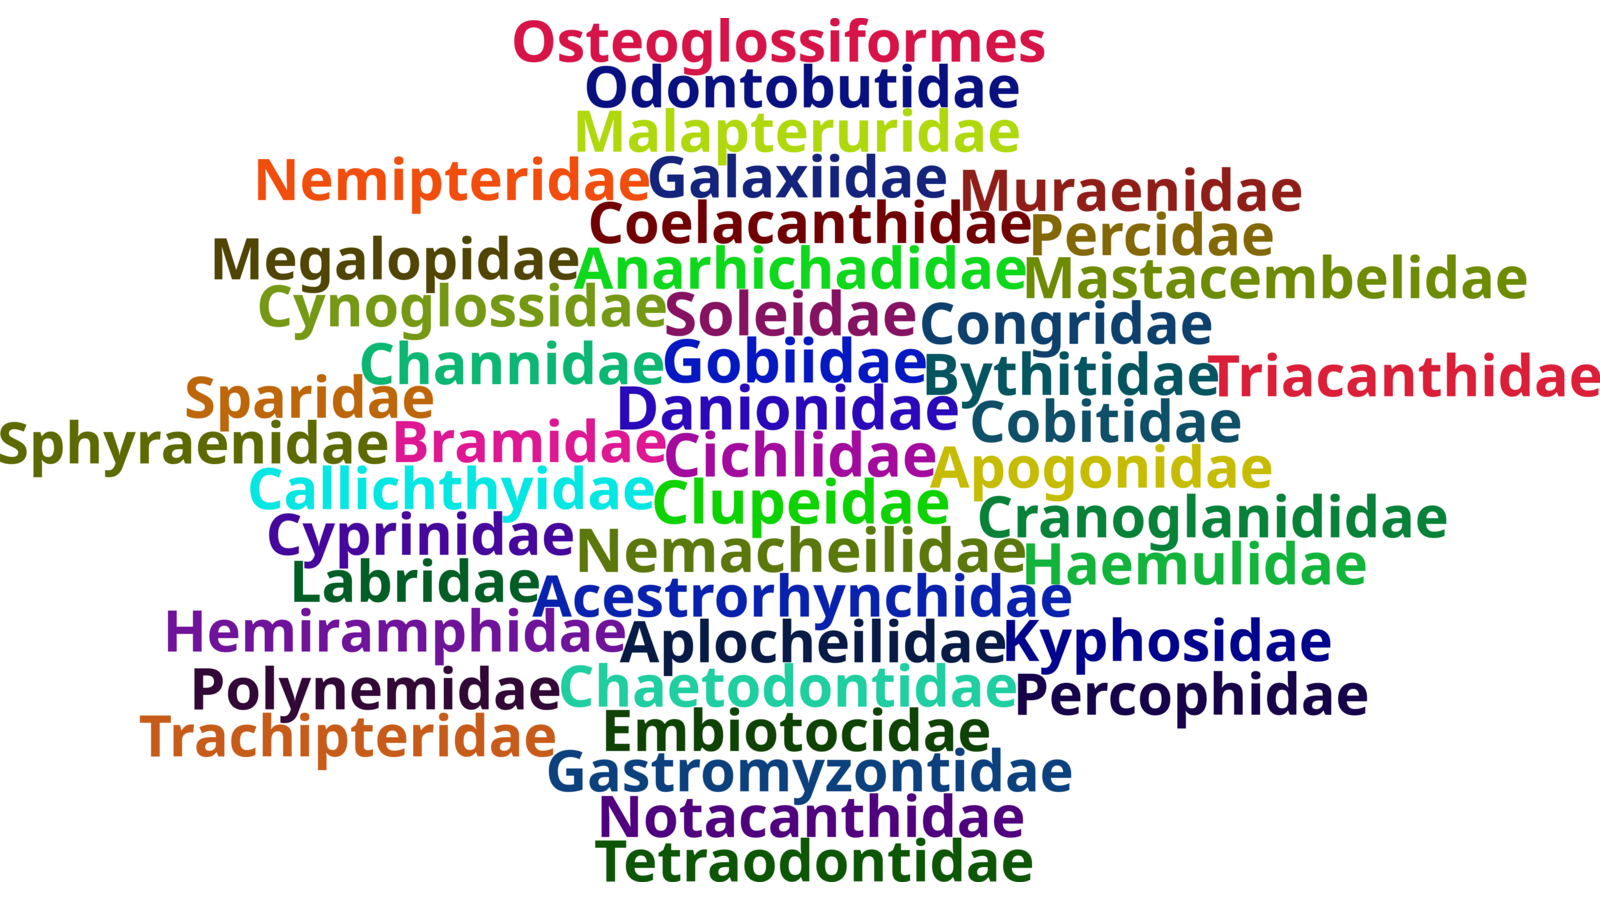 Osteoglossiformes
Odontobutidae
Malapteruridae
Nemipteridae Galaxiidae Muraenidae
Coelacanthidae Percidae
Megalopidae Anarhichadidae Mastacembelidae
Cynoglossidae Soleidae Congridae
Channidae Gobiidae Bythitidae Triacanthidae
Sparidae Danionidae Cobitidae
Sphyraenidae Bramidae Cichlidae Apogonidae
Callichthyidae Clupeidae Cranoglanididae
Cyprinidae Nemacheilidae Haemulidae
Labridae Acestrorhynchidae
Hemiramphidae Aplocheilidae Kyphosidae
Polynemidae Chaetodontidae Percophidae
Trachipteridae Embiotocidae
Gastromyzontidae
Notacanthidae
Tetraodontidae